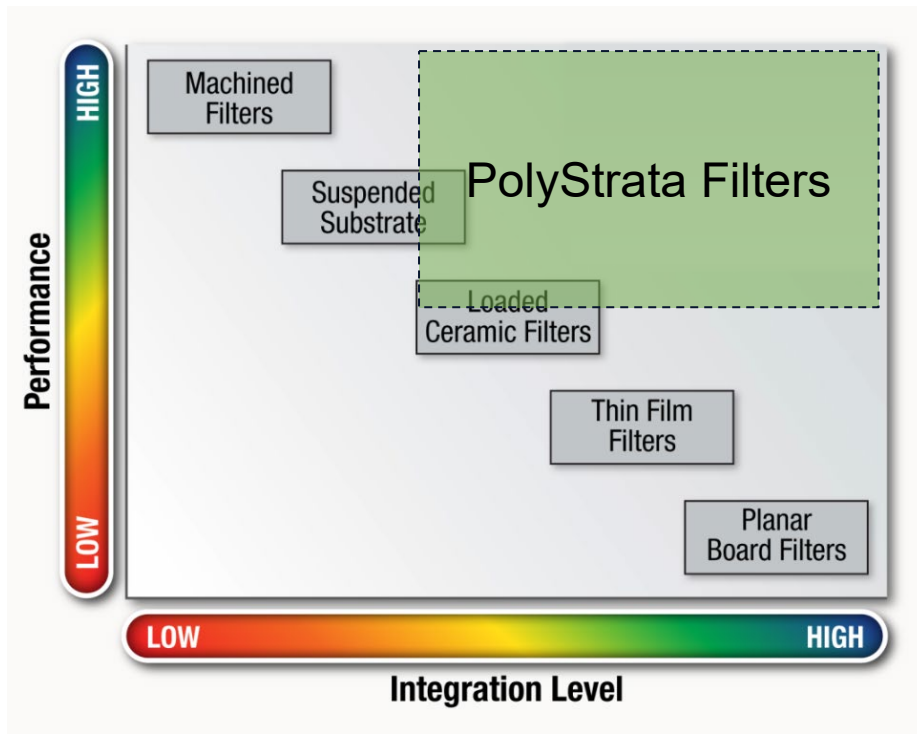 HIGH
Machined
Filters
PolyStrata Filters
Suspended
Substrate
Loaded
Ceramic Filters
Performance
Thin Film
Filters
LOW
Planar
Board Filters
LOW
HIGH
Integration Level